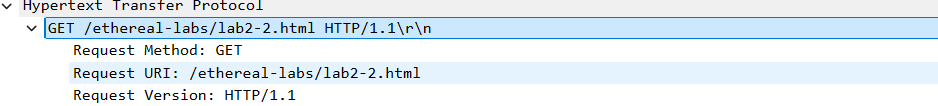 Hypertext Transfer Protocol
GET /ethereal-labs/lab2-2.html HTTP/1.1\r\n
Request Method: GET
Request URI: /ethereal-labs/lab2-2.html
Request Version: HTTP/1.1